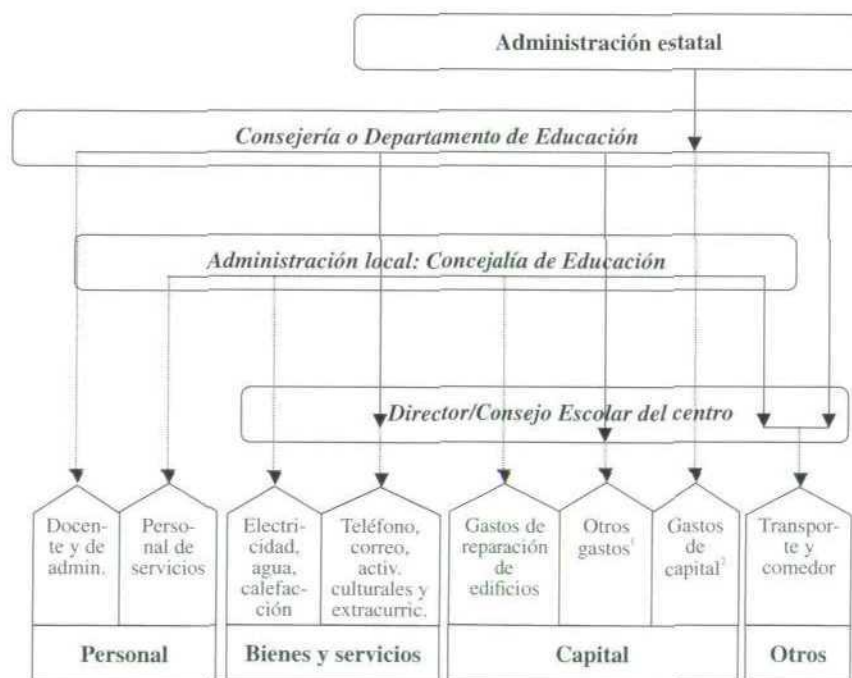 Administración estatal
Consejería o Departamento de Educación
Administración local: Concejalía de Educación
Director/Consejo Escolar del centro
Docen-
te y de
admin.
Perso-
nal de
servicios
Electri-
cidad,
agua,
calefac-
ción
Teléfono,
correo,
activ.
culturales y
extracurric.
Gastos de
reparación
de
edificios
Otros
gastos¹
Gastos
de
capital²
Transpor-
te y
comedor
Personal
Bienes y servicios
Capital
Otros